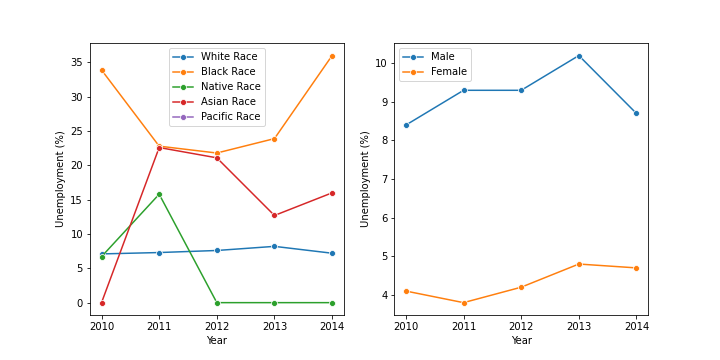 White Race
Black Race
Native Race
Asian Race
Pacific Race
35
30
25
20
15
10
5
0
Unemployment (%)
2010 2011 2012 2013 2014
Year
Male
Female
10
9
8
7
6
5
4
Unemployment (%)
2010 2011 2012 2013 2014
Year